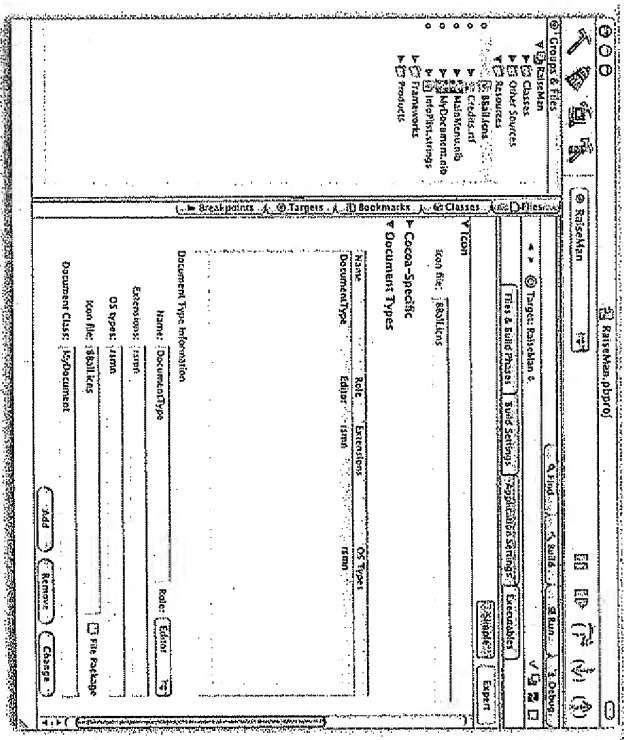 RaiseMan.pbproj
RaiseMan
Find
Build
Run
Debug
Groups & Files
RaiseMan
Classes
Other Sources
Resources
8Ball.icns
Credits.rtf
MainMenu.nib
MyDocument.nib
InfoPlist.strings
Frameworks
Products
Files
Classes
Bookmarks
Targets
Breakpoints
Target: RaiseMan
Files & Build Phases Build Settings Application Settings Executables
Simple Expert
Icon
Icon file: 8Ball.icns
Cocoa-Specific
Document Types
Name Role Extensions OS Types
DocumentType Editor rsmn rsmn
Document Type Information
Name: DocumentType Role: Editor
Extensions: rsmn
OS types: rsmn
Icon file: 8Ball.icns File Package
Document Class: MyDocument
Add Remove Change